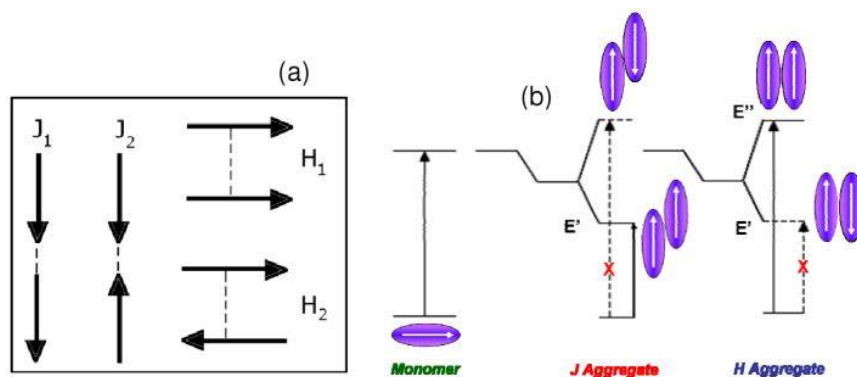 (a)
J1 J2
H1
H2
(b)
E''
E'
X
Monomer
J Aggregate
E''
E'
X
H Aggregate